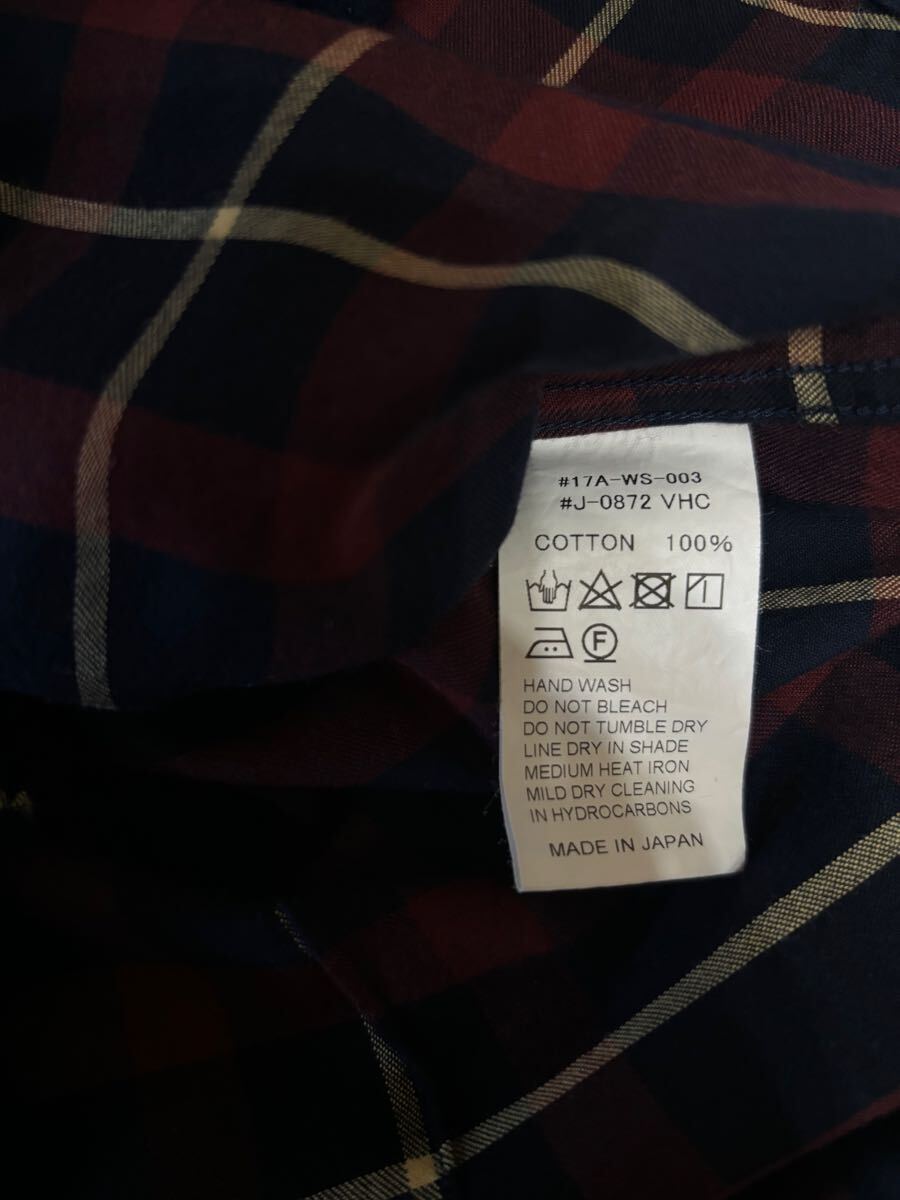 #17A-WS-003
#J-0872 VHC
COTTON 100%
F
HAND WASH
DO NOT BLEACH
DO NOT TUMBLE DRY
LINE DRY IN SHADE
MEDIUM HEAT IRON
MILD DRY CLEANING
IN HYDROCARBONS
MADE IN JAPAN